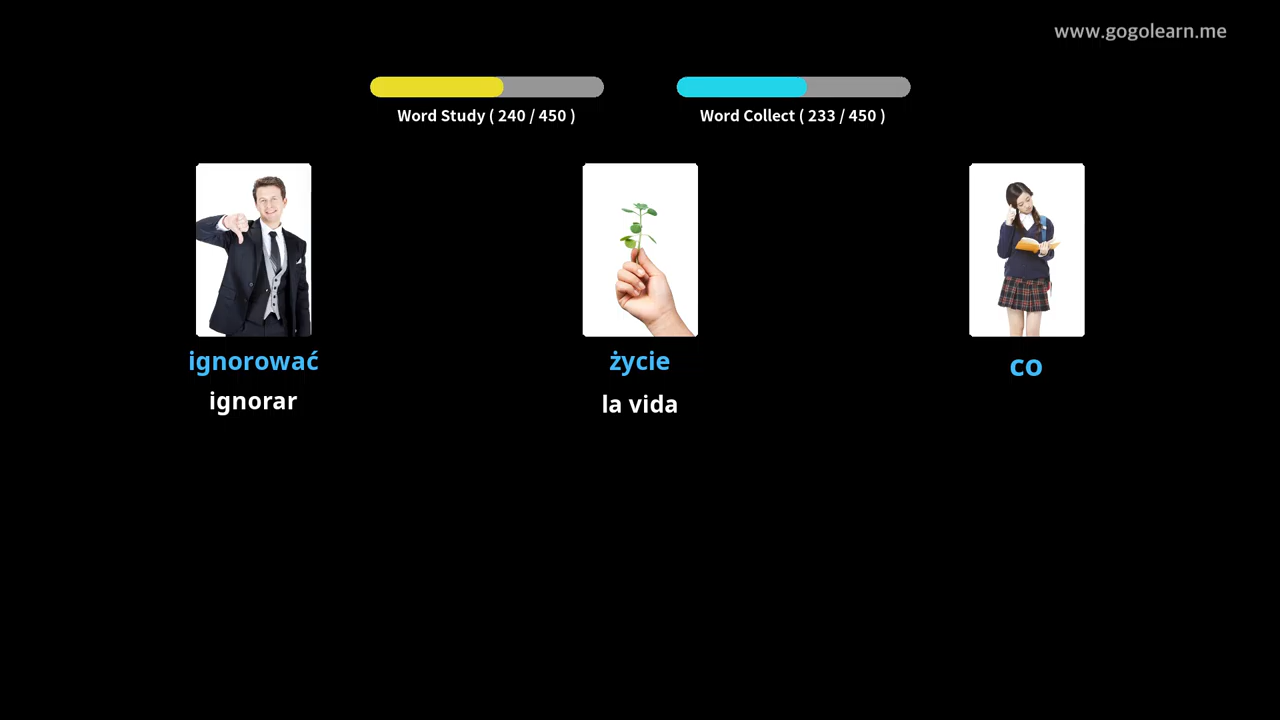 www.gogolearn.me
Word Study ( 240 / 450 )
Word Collect ( 233 / 450 )
ignorować
ignorar
życie
la vida
co